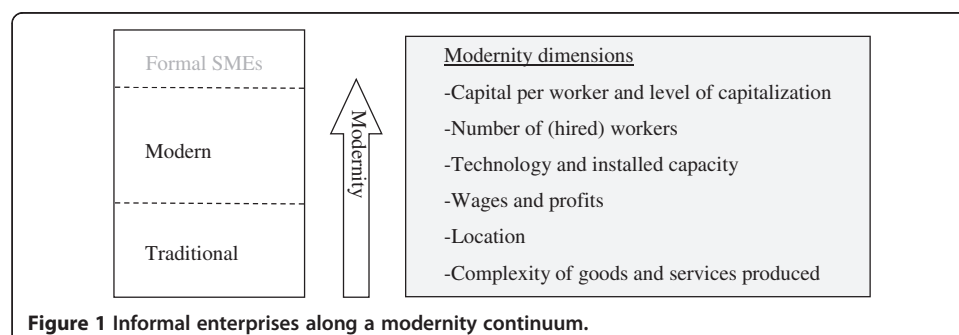 Formal SMEs
Modern
Traditional
Modernity
Modernity dimensions
-Capital per worker and level of capitalization
-Number of (hired) workers
-Technology and installed capacity
-Wages and profits
-Location
-Complexity of goods and services produced
Figure 1 Informal enterprises along a modernity continuum.